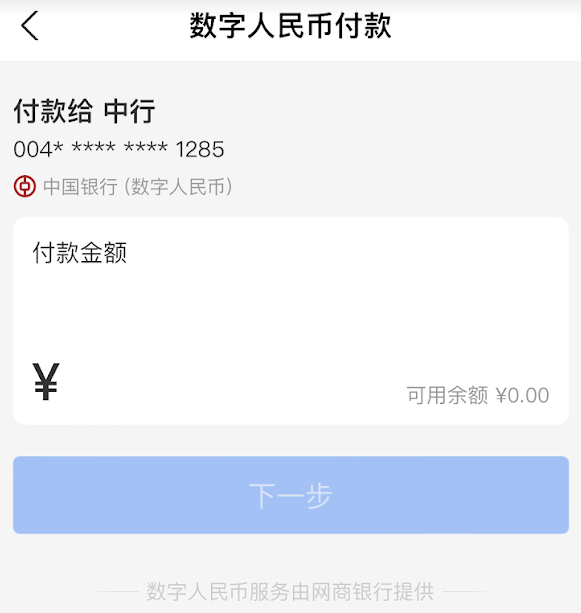 数字人民币付款
付款给 中行
004* **** **** 1285
中国银行 (数字人民币)
付款金额
¥
可用余额 ¥0.00
下一步
数字人民币服务由网商银行提供